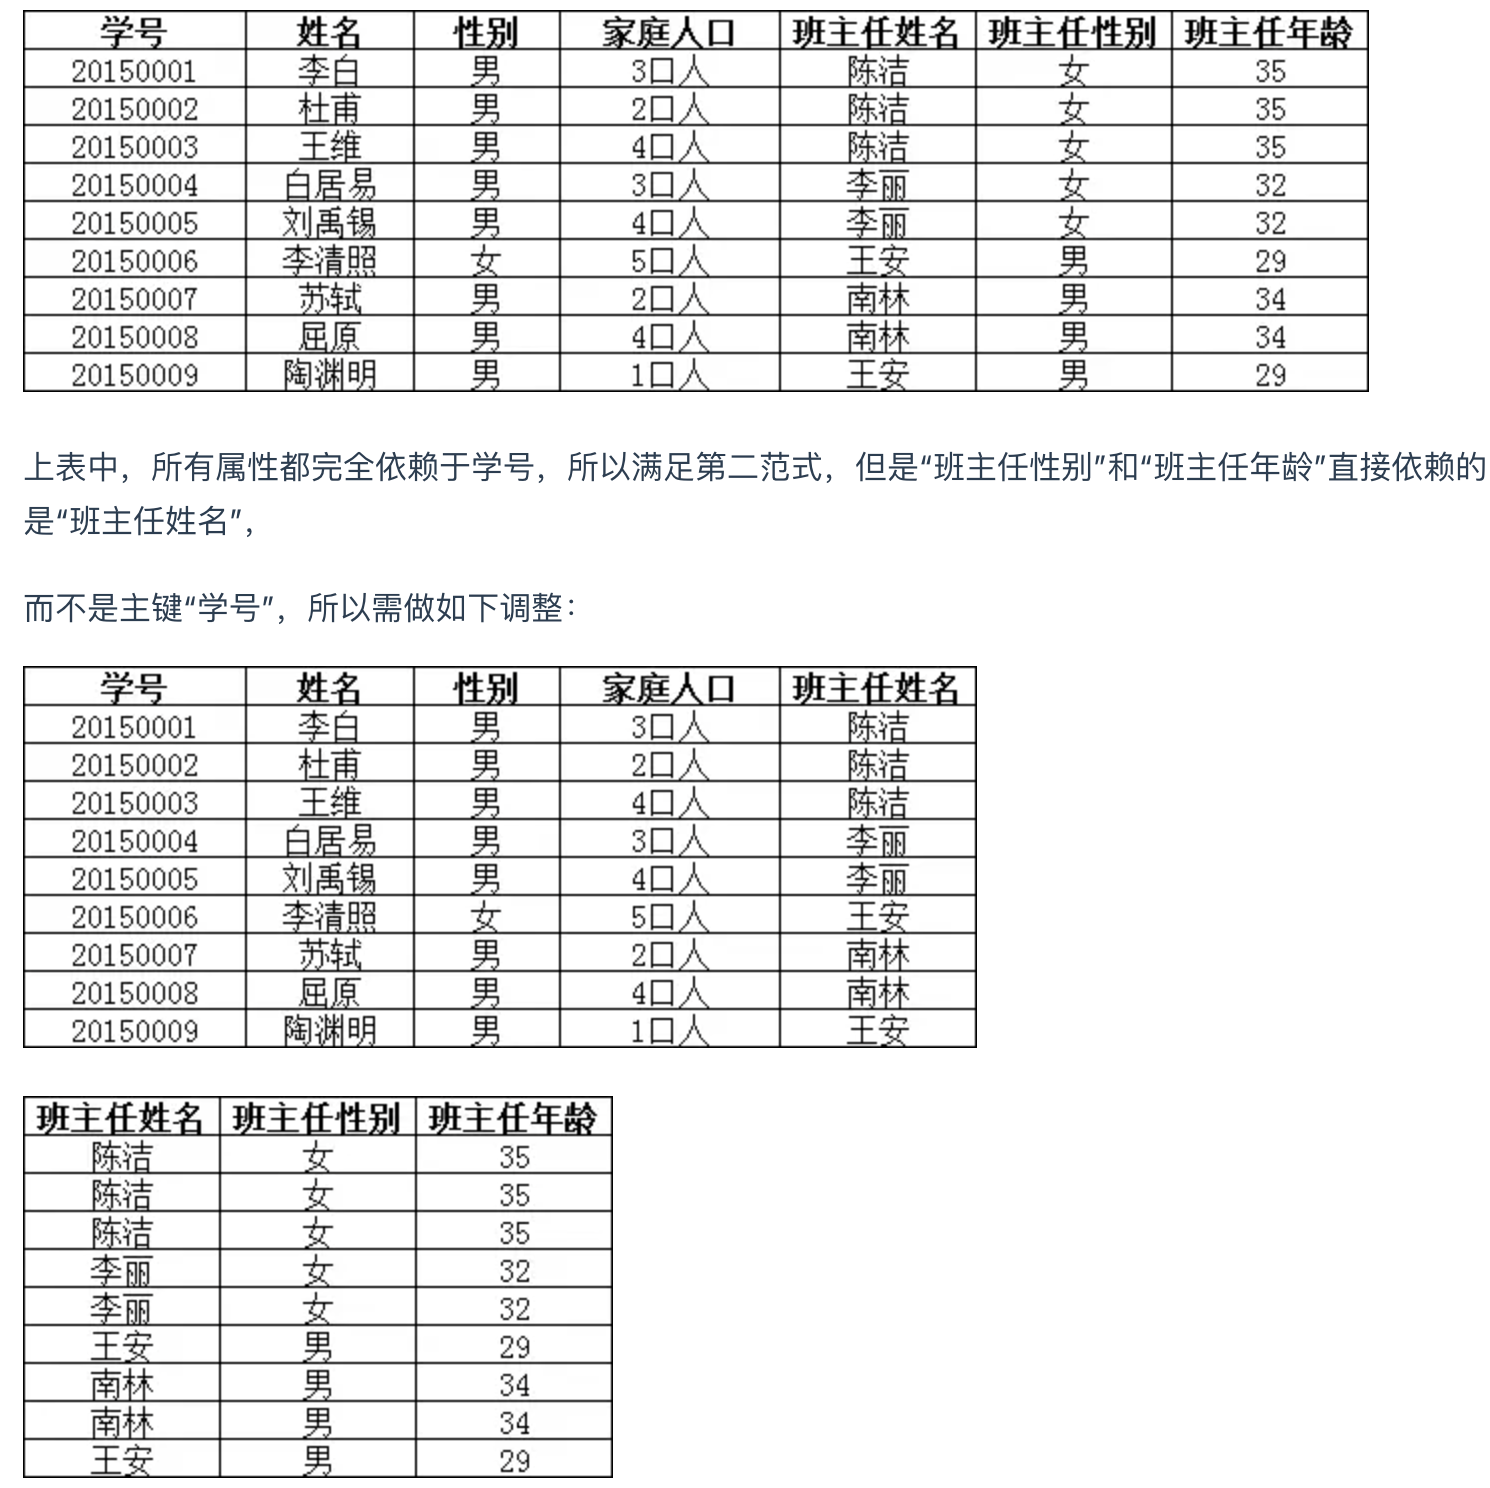 学号 姓名 性别 家庭人口 班主任姓名 班主任性别 班主任年龄
20150001 李白 男 3口人 陈洁 女 35
20150002 杜甫 男 2口人 陈洁 女 35
20150003 王维 男 4口人 陈洁 女 35
20150004 白居易 男 3口人 李丽 女 32
20150005 刘禹锡 男 4口人 李丽 女 32
20150006 李清照 女 5口人 王安 男 29
20150007 苏轼 男 2口人 南林 男 34
20150008 屈原 男 4口人 南林 男 34
20150009 陶渊明 男 1口人 王安 男 29
上表中，所有属性都完全依赖于学号，所以满足第二范式，但是“班主任性别”和“班主任年龄”直接依赖的
是“班主任姓名”，
而不是主键“学号”，所以需做如下调整：
学号 姓名 性别 家庭人口 班主任姓名
20150001 李白 男 3口人 陈洁
20150002 杜甫 男 2口人 陈洁
20150003 王维 男 4口人 陈洁
20150004 白居易 男 3口人 李丽
20150005 刘禹锡 男 4口人 李丽
20150006 李清照 女 5口人 王安
20150007 苏轼 男 2口人 南林
20150008 屈原 男 4口人 南林
20150009 陶渊明 男 1口人 王安
班主任姓名 班主任性别 班主任年龄
陈洁 女 35
陈洁 女 35
陈洁 女 35
李丽 女 32
李丽 女 32
王安 男 29
南林 男 34
南林 男 34
王安 男 29